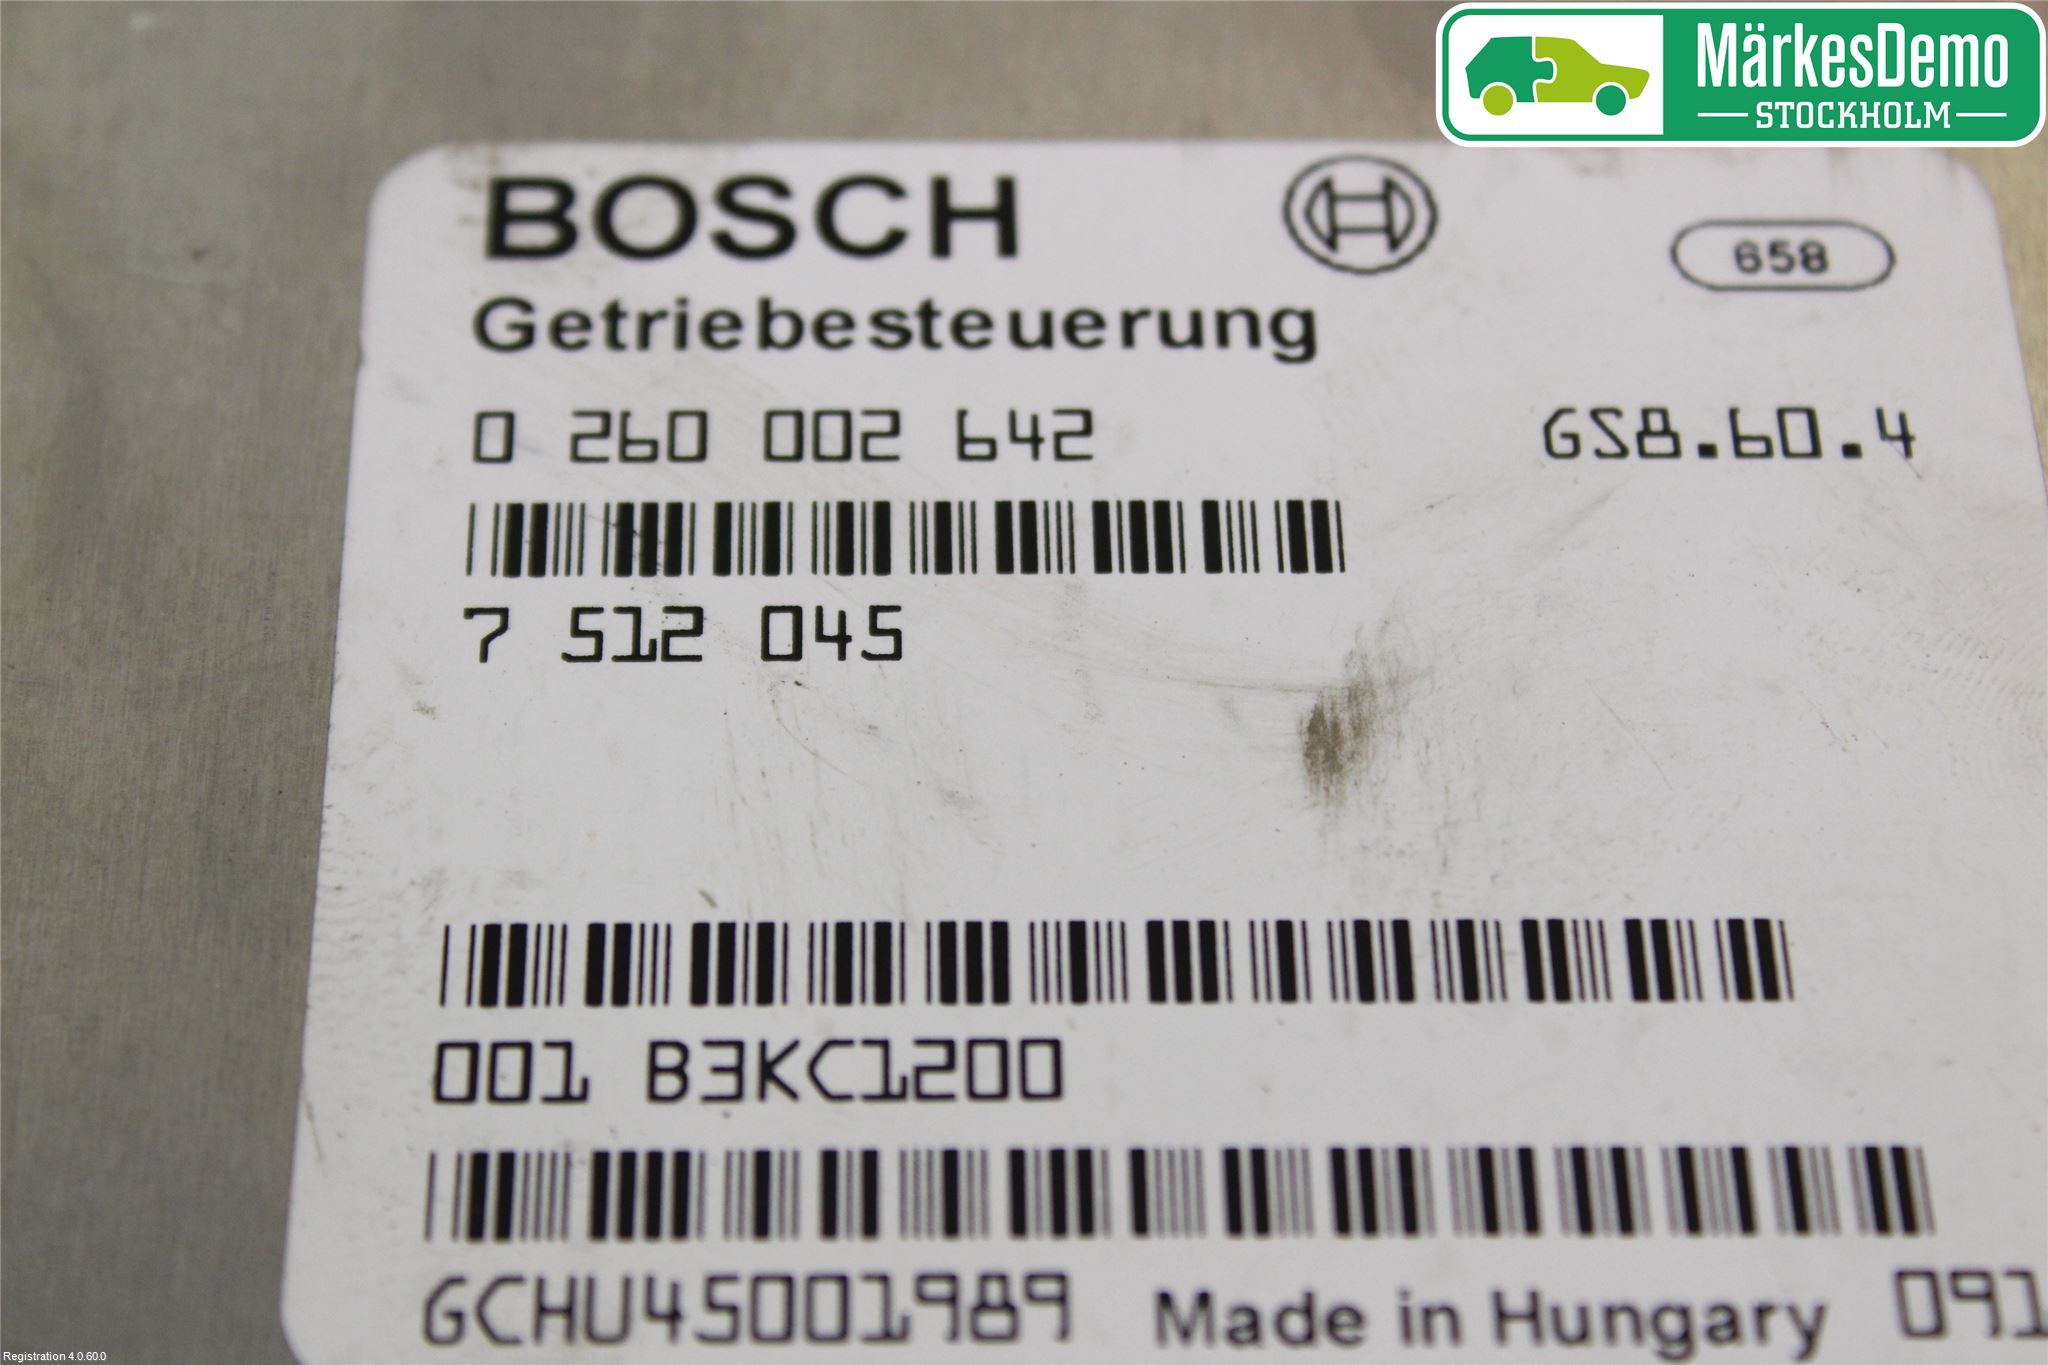 MärkesDemo
STOCKHOLM
BOSCH
658
Getriebesteuerung
0 260 002 642 GS8.60.4
7 512 045
001 B3KC1200
GCHU45001989 Made in Hungary 091
Registration 4.0.60.0